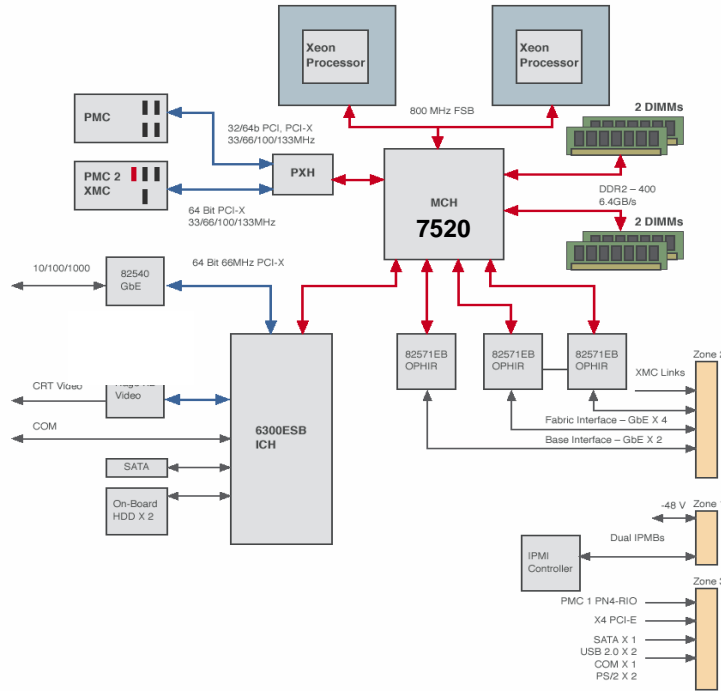 Xeon
Processor
Xeon
Processor
800 MHz FSB
2 DIMMs
PMC
32/64b PCI, PCI-X
33/66/100/133MHz
PMC 2
XMC
PXH
MCH
7520
DDR2 – 400
6.4GB/s
64 Bit PCI-X
33/66/100/133MHz
2 DIMMs
10/100/1000
82540
GbE
64 Bit 66MHz PCI-X
82571EB
OPHIR
82571EB
OPHIR
82571EB
OPHIR
Zone
XMC Links
CRT Video
Video
Fabric Interface – GbE X 4
COM
6300ESB
ICH
Base Interface – GbE X 2
SATA
On-Board
HDD X 2
-48 V
Zone
Dual IPMBs
IPMI
Controller
Zone
PMC 1 PN4-RIO
X4 PCI-E
SATA X 1
USB 2.0 X 2
COM X 1
PS/2 X 2